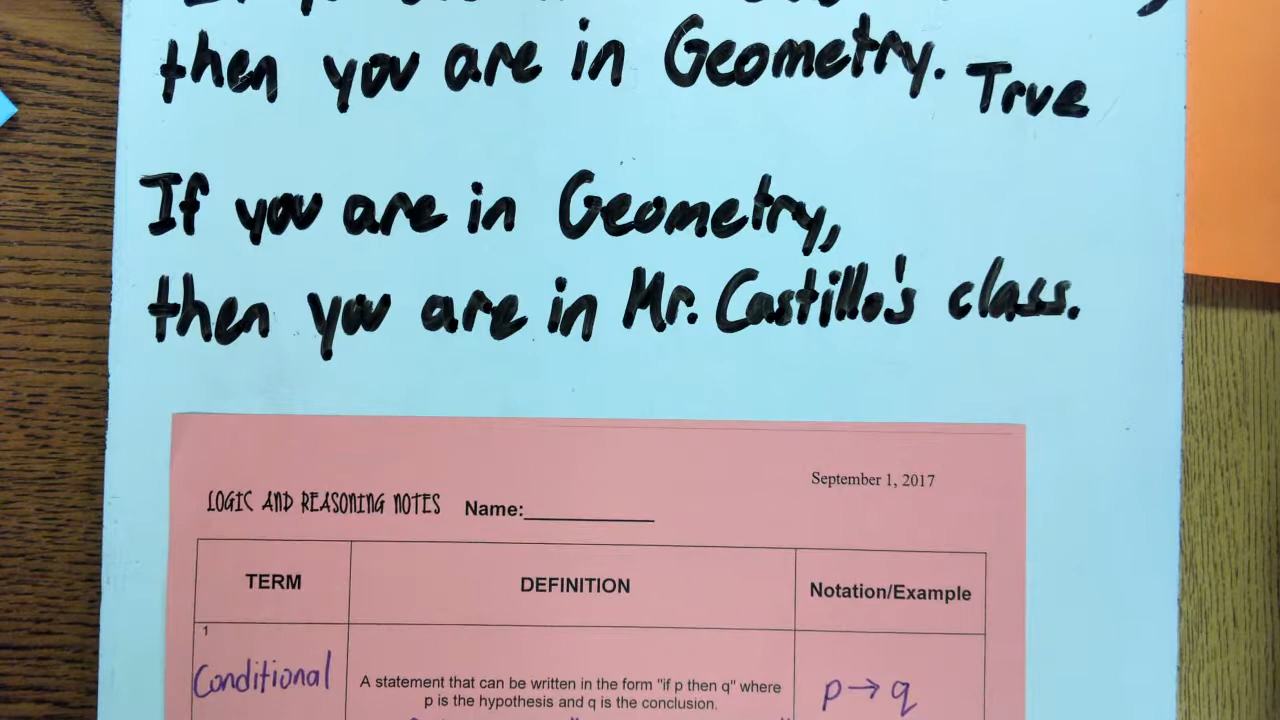 then you are in Geometry. True
If you are in Geometry,
then you are in Mr. Castillo's class.
September 1, 2017
LOGIC AND REASONING NOTES Name:____________
TERM DEFINITION Notation/Example
1
Conditional
A statement that can be written in the form "if p then q" where
p is the hypothesis and q is the conclusion.
p→q